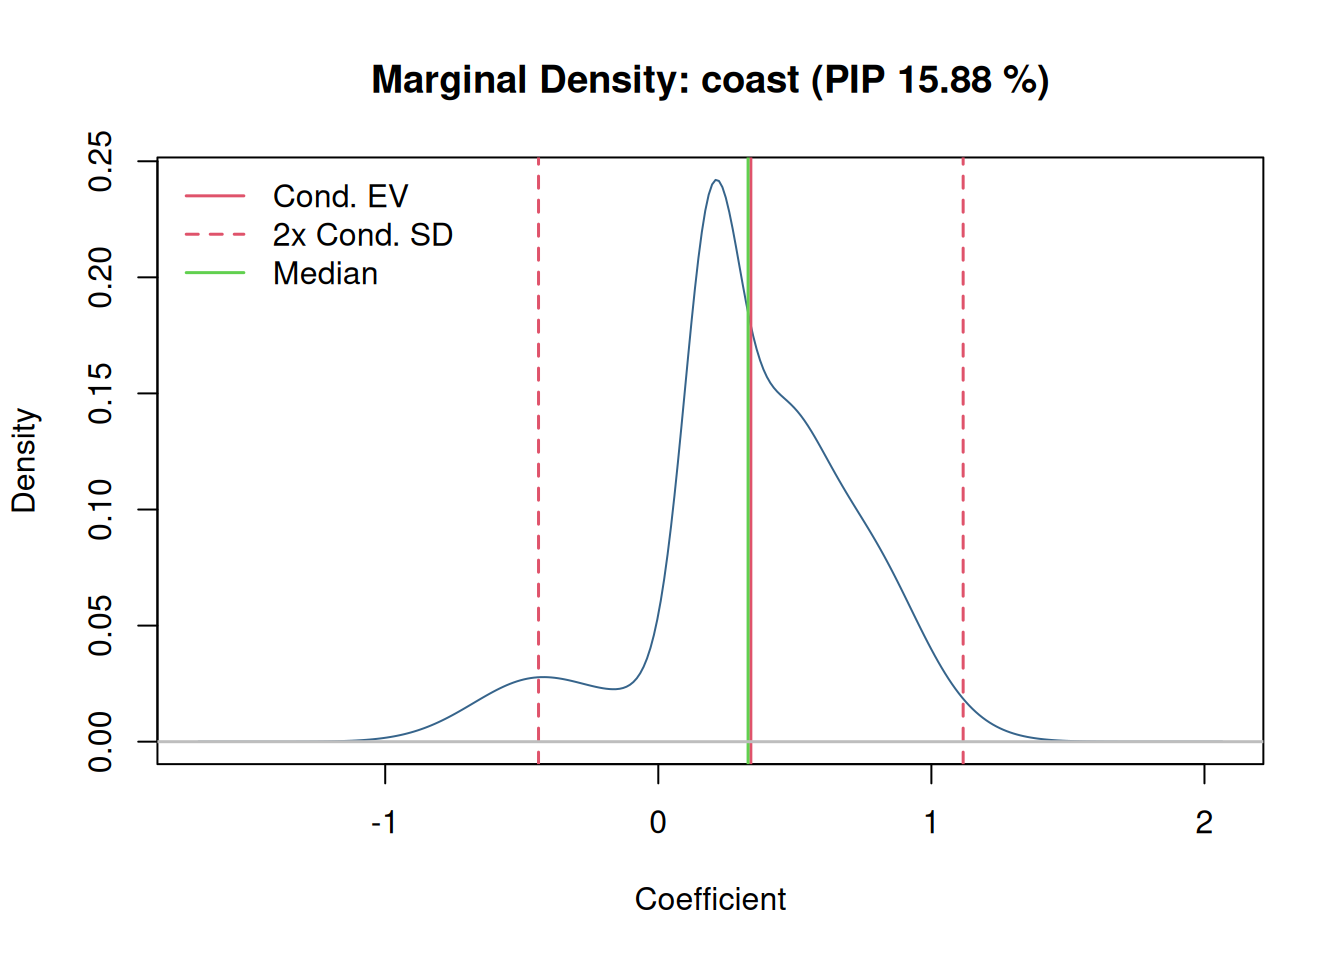 Marginal Density: coast (PIP 15.88 %)
Cond. EV
2x Cond. SD
Median
Density
0.25
0.20
0.15
0.10
0.05
0.00
-1 0 1 2
Coefficient